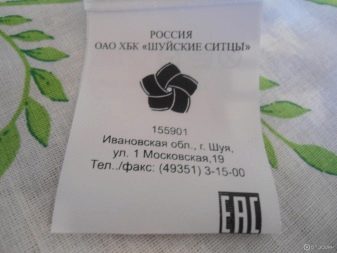 РОССИЯ
ОАО ХБК «ШУЙСКИЕ СИТЦЫ»
155901
Ивановская обл., г. Шуя,
ул. 1 Московская,19
Тел../факс: (49351) 3-15-00
ЕАС